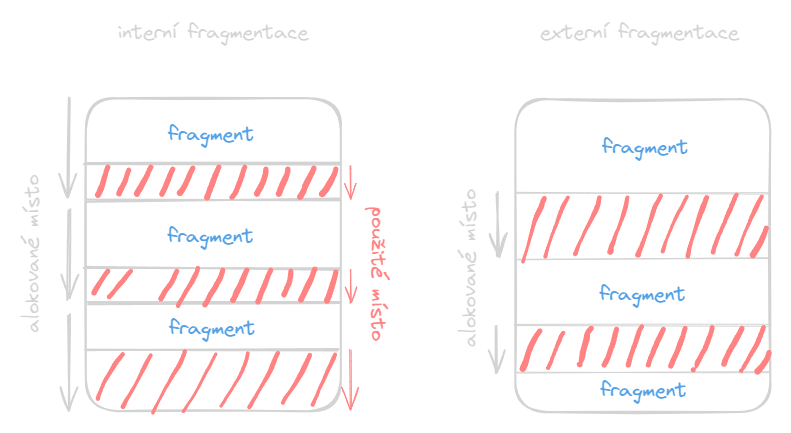 interní fragmentace
externí fragmentace
alokované místo
fragment
fragment
fragment
použité místo
alokované místo
fragment
fragment
fragment